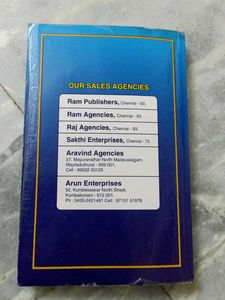 OUR SALES AGENCIES
Ram Publishers, Chennai - 93.
Ram Agencies, Chennai - 93.
Raj Agencies, Chennai - 93.
Sakthi Enterprises, Chennai - 73.
Aravind Agencies
57, Mayuranathar North Madavailagam,
Mayiladuthurai - 609 001.
Cell : 89032 33123
Arun Enterprises
92, Kumbeswarar North Street,
Kumbakonam - 612 001.
Ph : 0435-2421491 Cell : 97151 51978